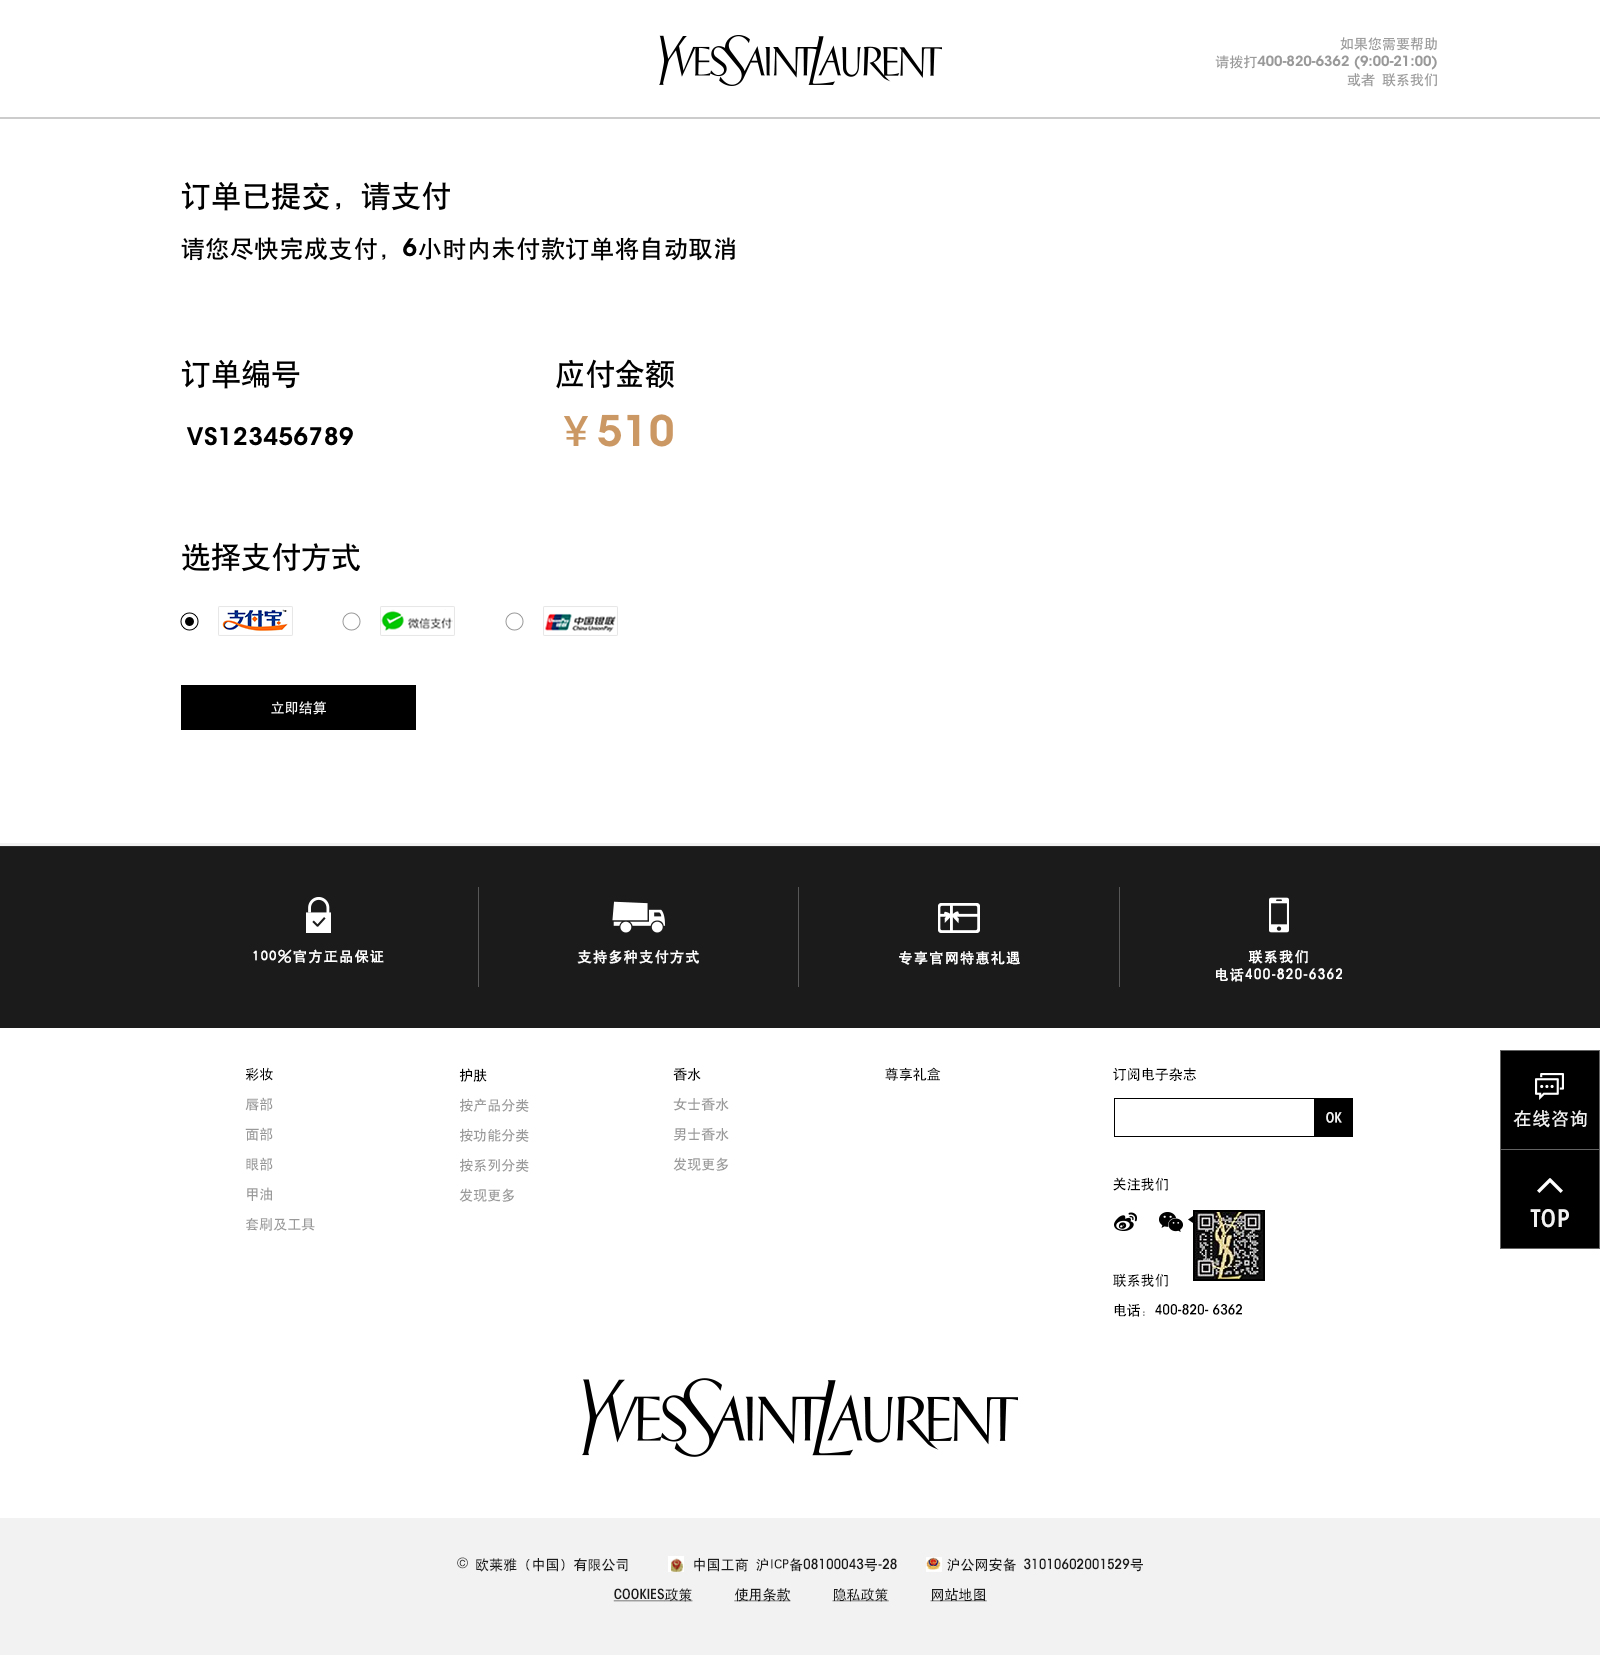 YVESSAINTLAURENT
如果您需要帮助
请拨打400-820-6362 (9:00-21:00)
或者 联系我们
订单已提交，请支付
请您尽快完成支付，6小时内未付款订单将自动取消
订单编号
应付金额
VS123456789
￥510
选择支付方式
支付宝
微信支付
UnionPay 中国银联 China UnionPay
立即结算
100%官方正品保证
支持多种支付方式
专享官网特惠礼遇
联系我们
电话400-820-6362
彩妆
唇部
面部
眼部
甲油
套刷及工具
护肤
按产品分类
按功能分类
按系列分类
发现更多
香水
女士香水
男士香水
发现更多
尊享礼盒
订阅电子杂志
OK
关注我们
联系我们
电话：400-820- 6362
在线咨询
TOP
YVESSAINTLAURENT
© 欧莱雅（中国）有限公司 中国工商 沪ICP备08100043号-28 沪公网安备 31010602001529号
COOKIES政策 使用条款 隐私政策 网站地图